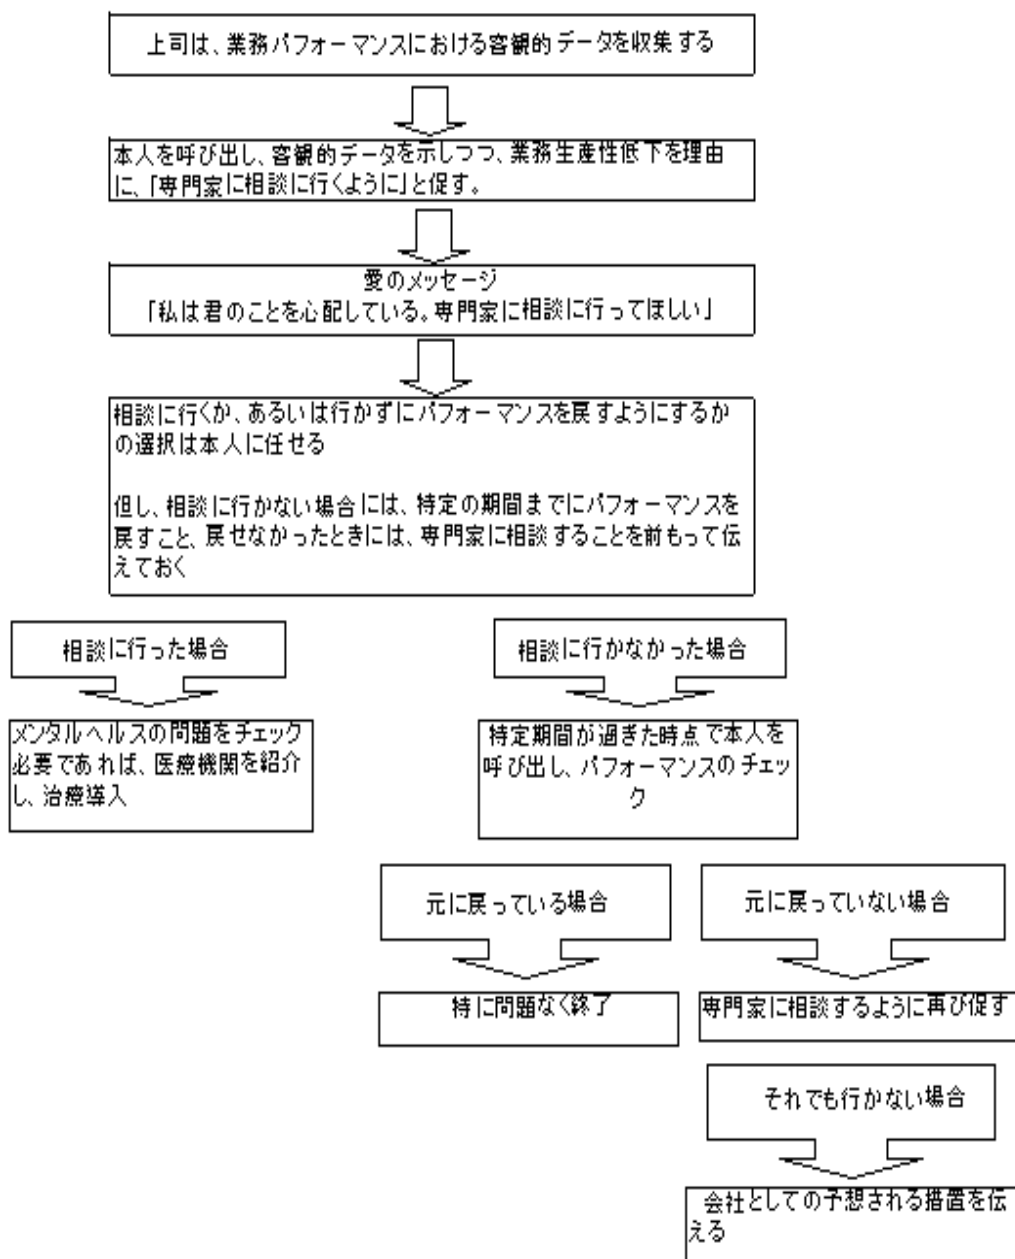 上司は、業務パフォーマンスにおける客観的データを収集する
本人を呼び出し、客観的データを示しつつ、業務生産性低下を理由
に、「専門家に相談に行くように」と促す。
愛のメッセージ
「私は君のことを心配している。専門家に相談に行ってほしい」
相談に行くか、あるいは行かずにパフォーマンスを戻すようにするか
の選択は本人に任せる
但し、相談に行かない場合には、特定の期間までにパフォーマンスを
戻すこと、戻せなかったときには、専門家に相談することを前もって伝
えておく
相談に行った場合
相談に行かなかった場合
メンタルヘルスの問題をチェック
必要であれば、医療機関を紹介
し、治療導入
特定期間が過ぎた時点で本人を
呼び出し、パフォーマンスのチェッ
ク
元に戻っている場合
元に戻っていない場合
特に問題なく終了
専門家に相談するように再び促す
それでも行かない場合
会社としての予想される措置を伝
える